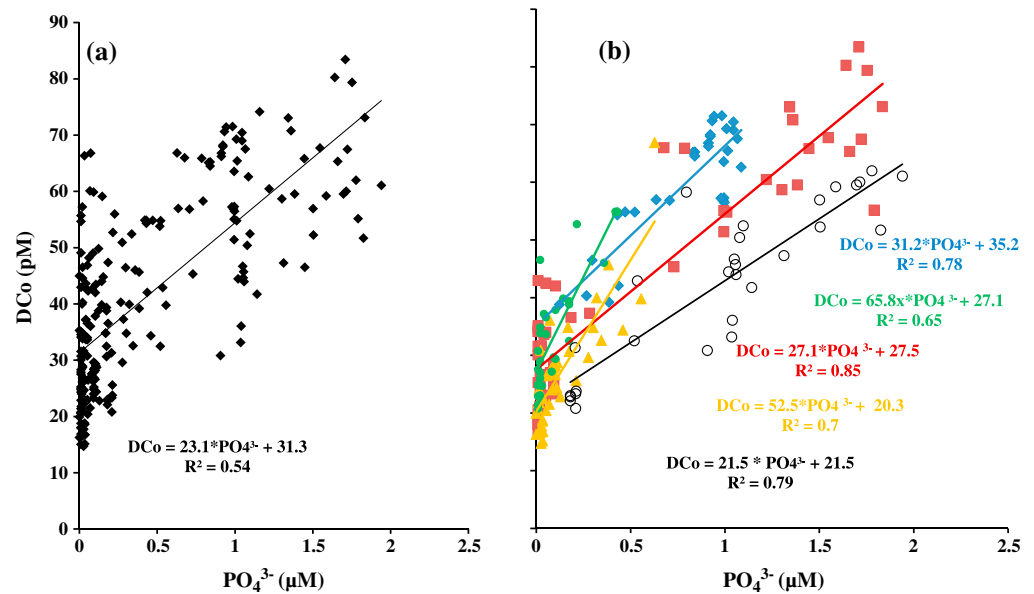 (a)
DCo (pM)
90
80
70
60
50
40
30
20
10
0
0
0.5
1
1.5
2
2.5
PO₄³⁻ (µM)
DCo = 23.1*PO4³⁻ + 31.3
R² = 0.54
(b)
0
0.5
1
1.5
2
2.5
PO₄³⁻ (µM)
DCo = 31.2*PO4³⁻ + 35.2
R² = 0.78
DCo = 65.8x*PO4 ³⁻ + 27.1
R² = 0.65
DCo = 27.1*PO4 ³⁻ + 27.5
R² = 0.85
DCo = 52.5*PO4 ³⁻ + 20.3
R² = 0.7
DCo = 21.5 * PO4³⁻ + 21.5
R² = 0.79